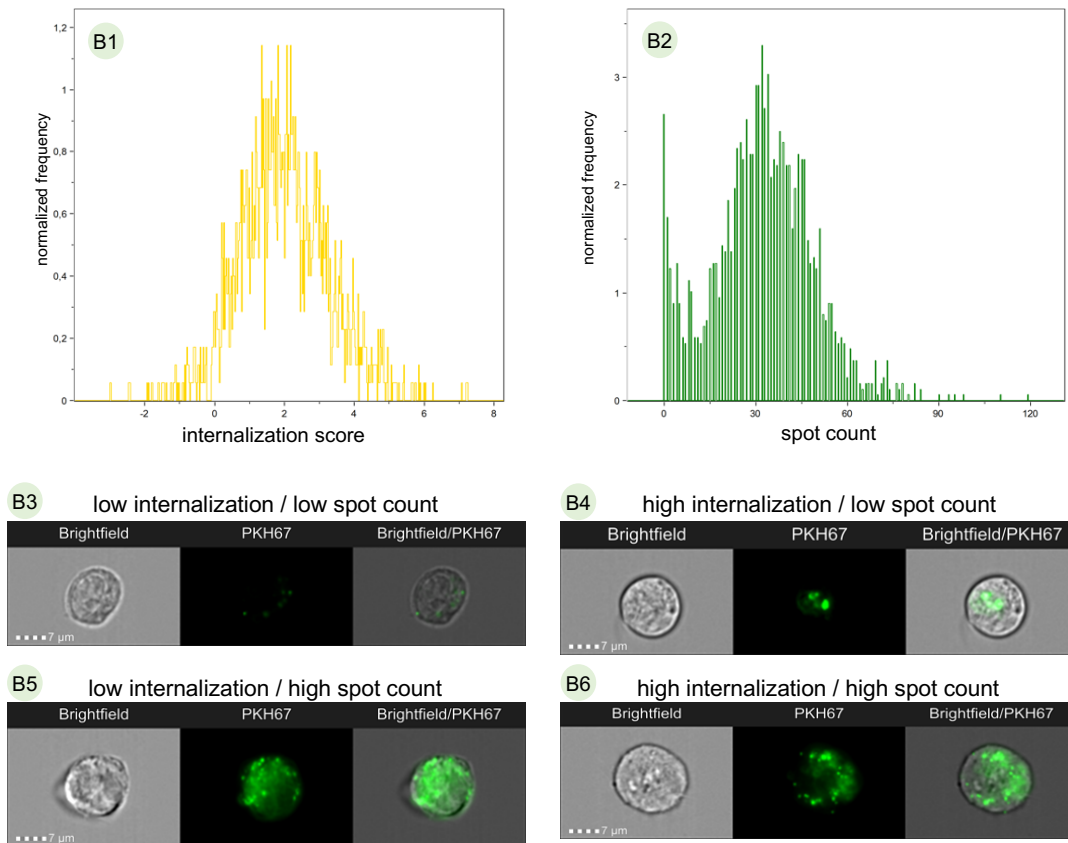 B1
1,2
1
0,8
0,6
0,4
0,2
0
normalized frequency
-2
0
2
4
6
8
internalization score
B2
3
2
1
0
normalized frequency
0
30
60
90
120
spot count
B3
low internalization / low spot count
Brightfield
PKH67
Brightfield/PKH67
7 µm
B4
high internalization / low spot count
Brightfield
PKH67
Brightfield/PKH67
7 µm
B5
low internalization / high spot count
Brightfield
PKH67
Brightfield/PKH67
7 µm
B6
high internalization / high spot count
Brightfield
PKH67
Brightfield/PKH67
7 µm